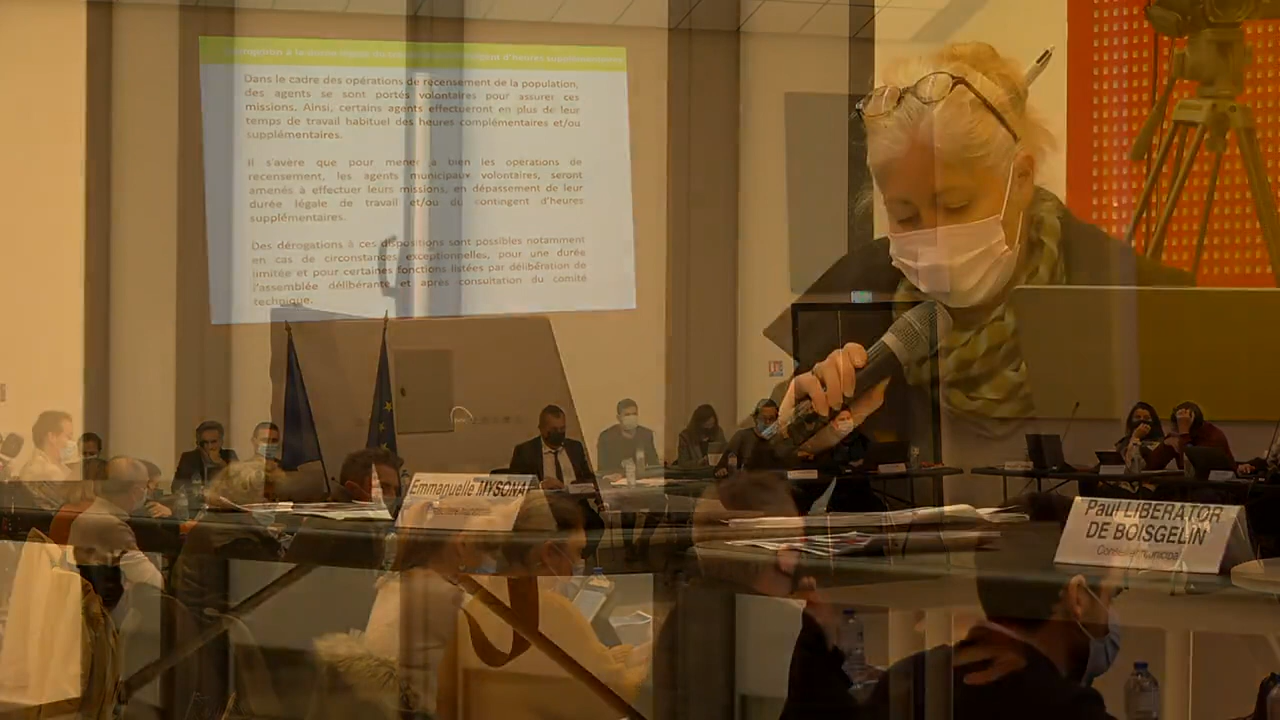 Dans le cadre des opérations de recensement de la population,
des agents se sont portés volontaires pour assurer ces
missions. Ainsi, certains agents effectueront en plus de leur
temps de travail habituel des heures complémentaires et/ou
supplémentaires.
Il s'avère que pour mener à bien les opérations de
recensement, les agents municipaux volontaires, seront
amenés à effectuer leurs missions, en dépassement de leur
durée légale de travail et/ou du contingent d'heures
supplémentaires.
Des dérogations à ces dispositions sont possibles notamment
en cas de circonstances exceptionnelles, pour une durée
limitée et pour certaines fonctions listées par délibération de
l'assemblée délibérante et après consultation du comité
technique.
Emmanuelle
Paul LIBERATOR
DE BOISGELIN